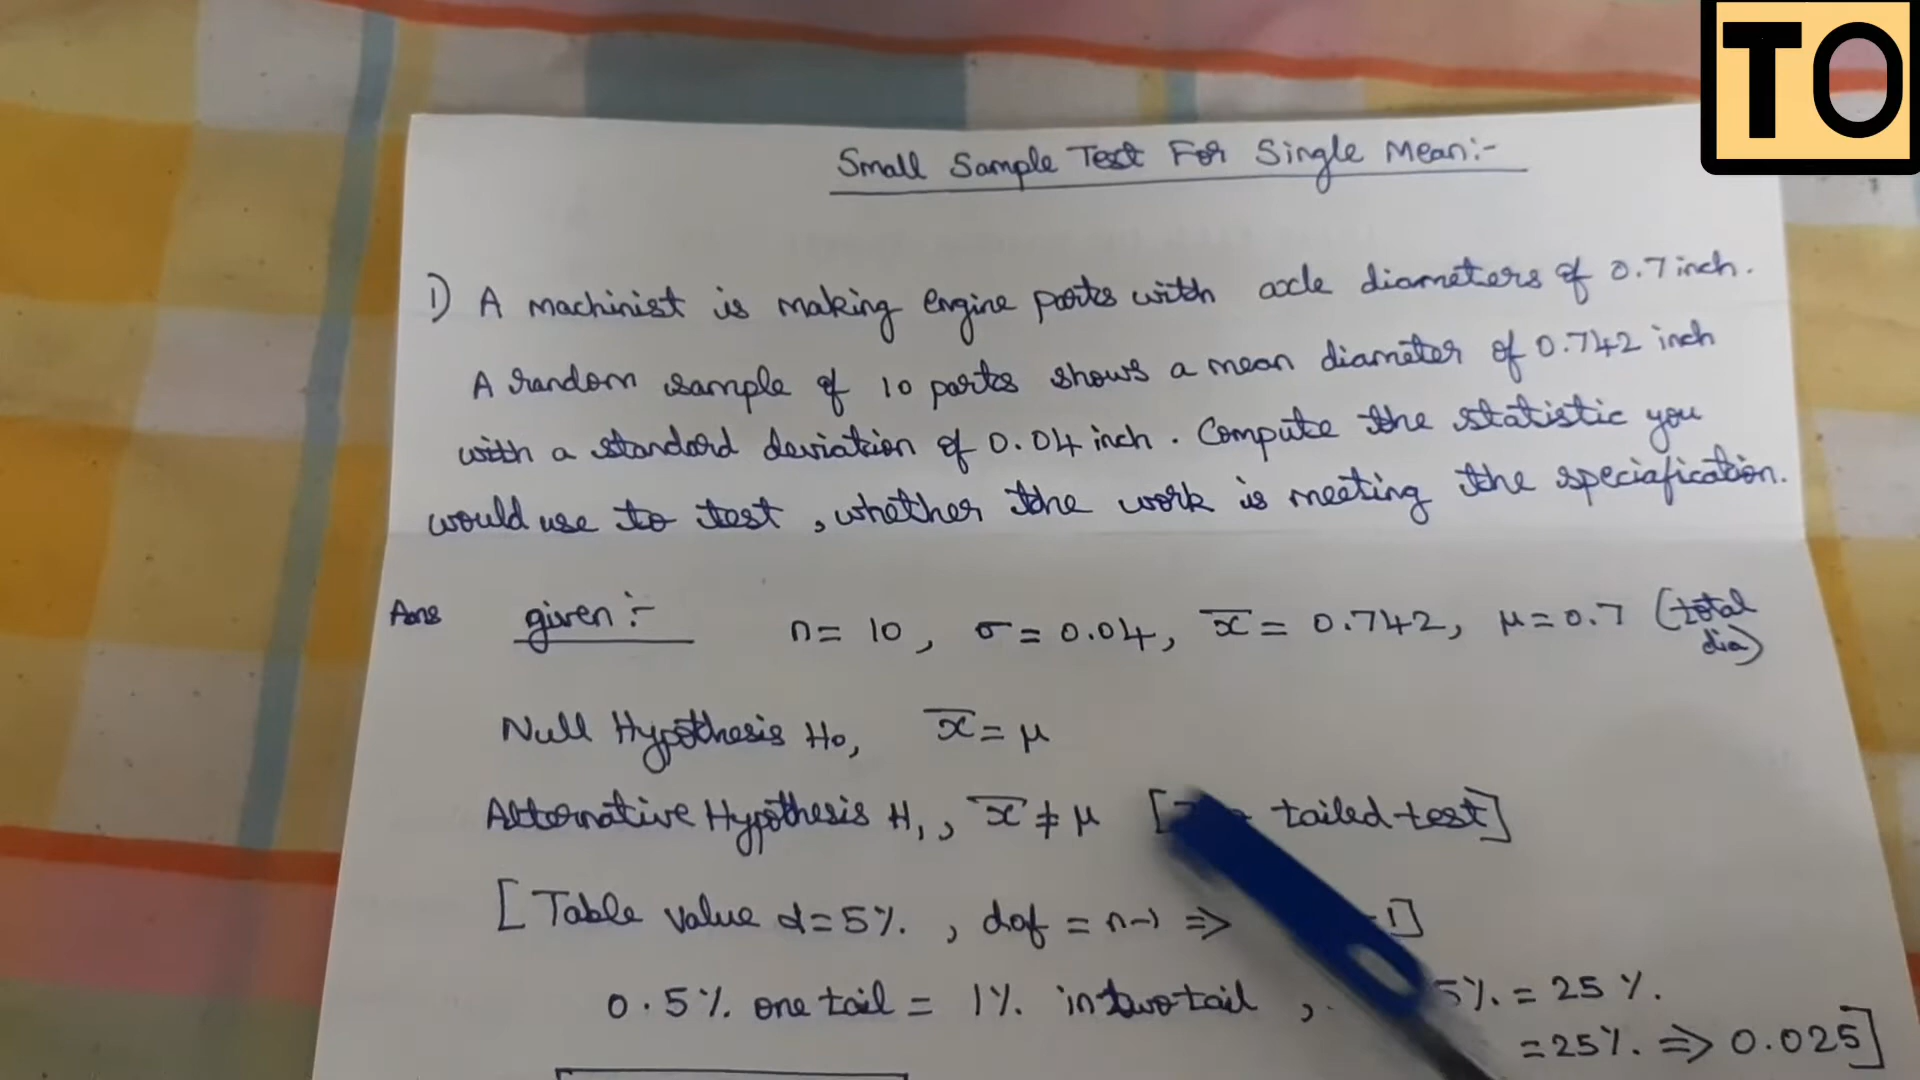 TO
Small Sample Test For Single Mean:-
1) A machinist is making engine parts with axle diameters of 0.7 inch.
A random sample of 10 parts shows a mean diameter of 0.742 inch
with a standard deviation of 0.04 inch. Compute the statistic you
would use to test, whether the work is meeting the speciafication.
Ans given:- n = 10, σ = 0.04, x̄ = 0.742, μ = 0.7 (total dia)
Null Hypothesis H₀, x̄ = μ
Alternative Hypothesis H₁, x̄ ≠ μ [ tailed test]
[Table value α = 5%, dof = n-1 ⇒ 1]
0.5% one tail = 1% in two tail, 5% = 25%.
= 25% ⇒ 0.025]